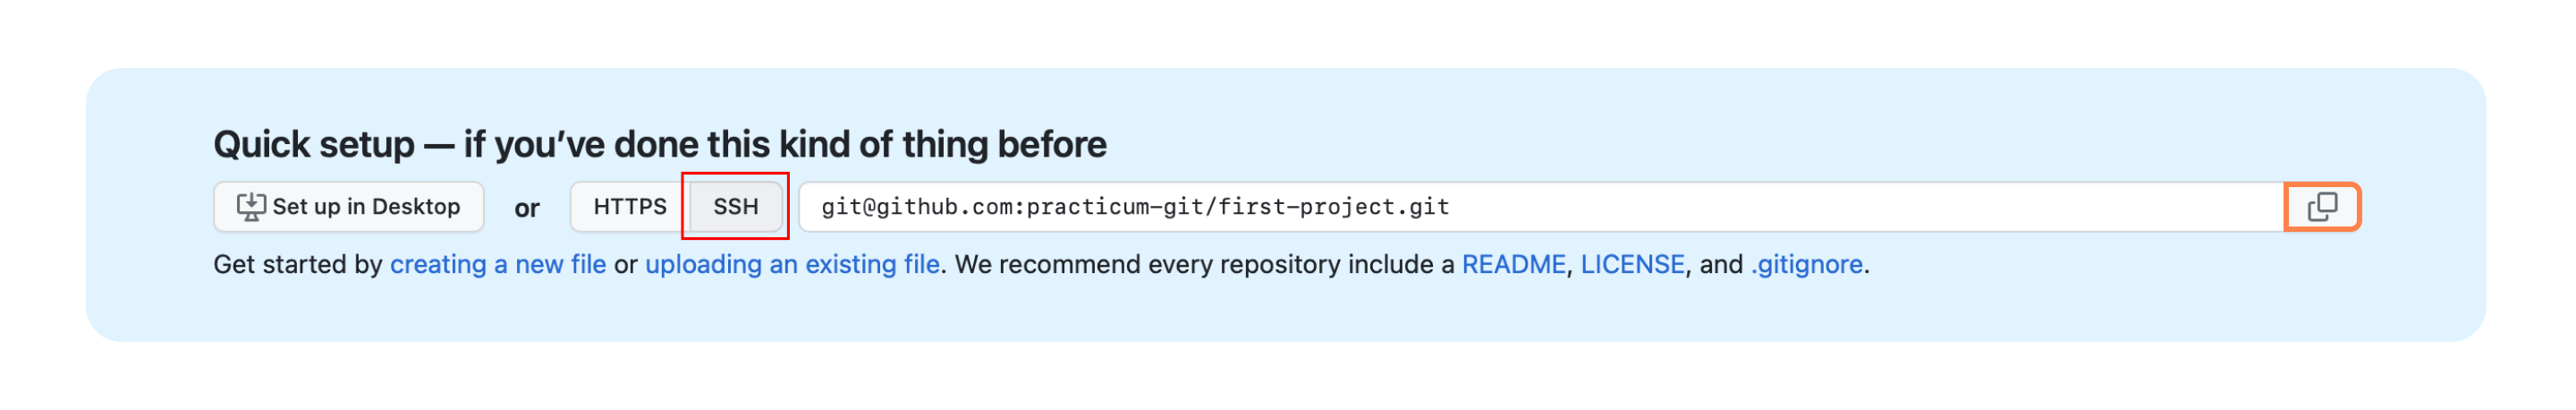 Quick setup — if you’ve done this kind of thing before
Set up in Desktop or HTTPS SSH git@github.com:practicum-git/first-project.git
Get started by creating a new file or uploading an existing file. We recommend every repository include a README, LICENSE, and .gitignore.